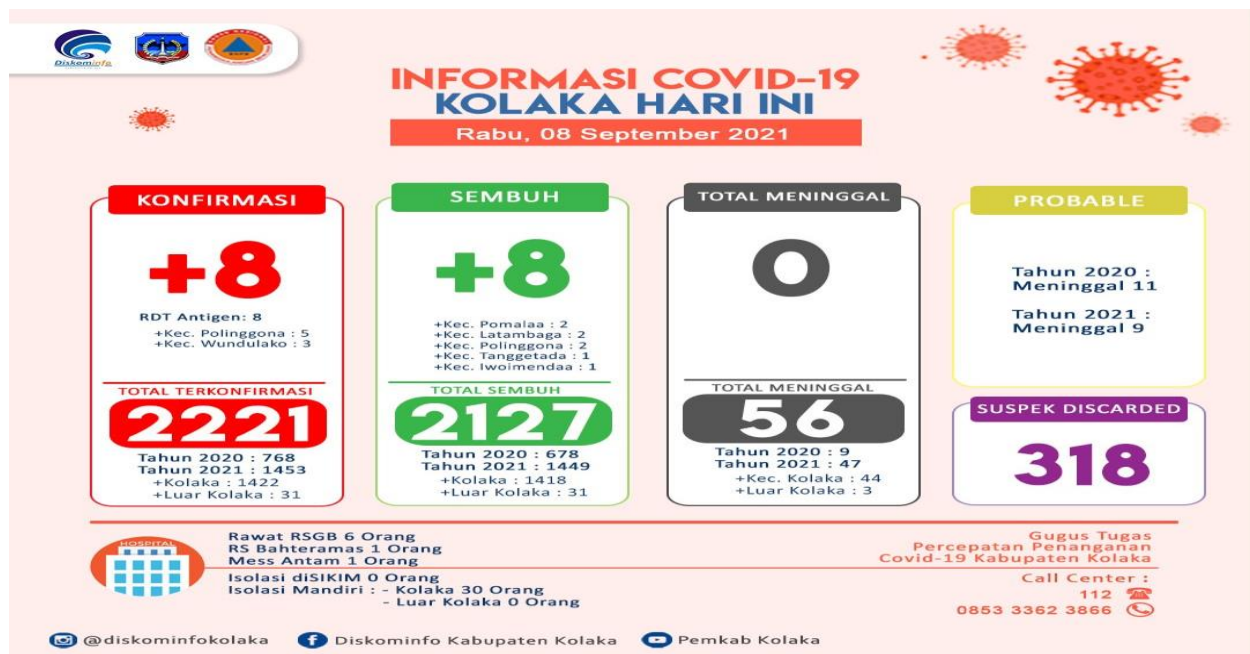 Diskominfo
INFORMASI COVID-19
KOLAKA HARI INI
Rabu, 08 September 2021
KONFIRMASI
+8
RDT Antigen: 8
+Kec. Polinggona : 5
+Kec. Wundulako : 3
TOTAL TERKONFIRMASI
2221
Tahun 2020 : 768
Tahun 2021 : 1453
+Kolaka : 1422
+Luar Kolaka : 31
SEMBUH
+8
+Kec. Pomalaa : 2
+Kec. Latambaga : 2
+Kec. Polinggona : 2
+Kec. Tanggetada : 1
+Kec. Iwoimendaa : 1
TOTAL SEMBUH
2127
Tahun 2020 : 678
Tahun 2021 : 1449
+Kolaka : 1418
+Luar Kolaka : 31
TOTAL MENINGGAL
0
TOTAL MENINGGAL
56
Tahun 2020 : 9
Tahun 2021 : 47
+Kec. Kolaka : 44
+Luar Kolaka : 3
PROBABLE
Tahun 2020 :
Meninggal 11
Tahun 2021 :
Meninggal 9
SUSPEK DISCARDED
318
HOSPITAL
Rawat RSGB 6 Orang
RS Bahteramas 1 Orang
Mess Antam 1 Orang
Isolasi diSIKIM 0 Orang
Isolasi Mandiri : - Kolaka 30 Orang
- Luar Kolaka 0 Orang
Gugus Tugas
Percepatan Penanganan
Covid-19 Kabupaten Kolaka
Call Center :
112
0853 3362 3866
@diskominfokolaka
Diskominfo Kabupaten Kolaka
Pemkab Kolaka